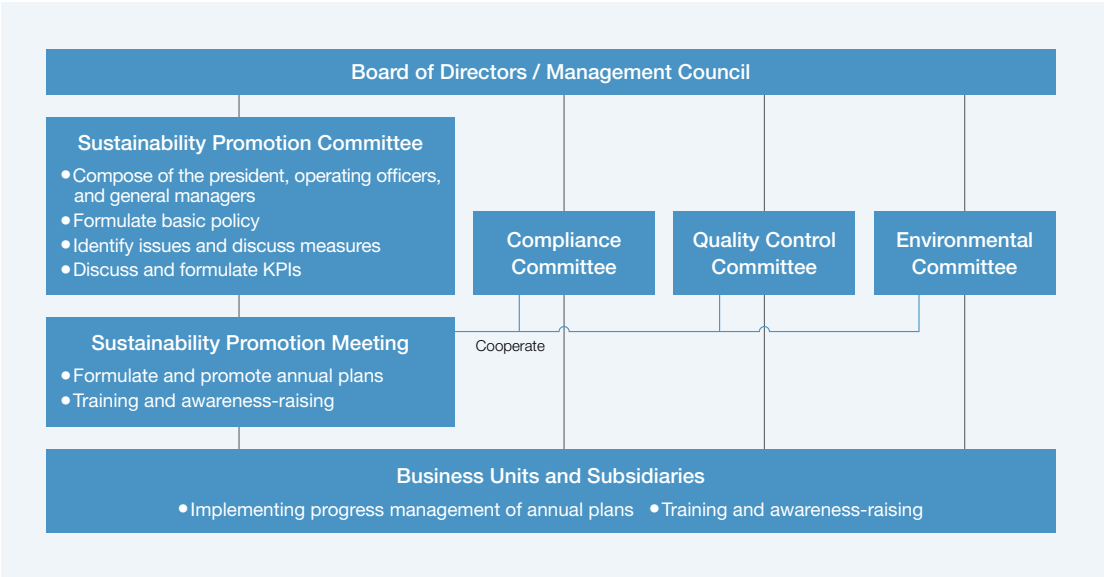 Board of Directors / Management Council
Sustainability Promotion Committee
●Compose of the president, operating officers,
and general managers
●Formulate basic policy
●Identify issues and discuss measures
●Discuss and formulate KPIs
Compliance
Committee
Quality Control
Committee
Environmental
Committee
Sustainability Promotion Meeting
●Formulate and promote annual plans
●Training and awareness-raising
Cooperate
Business Units and Subsidiaries
●Implementing progress management of annual plans ●Training and awareness-raising